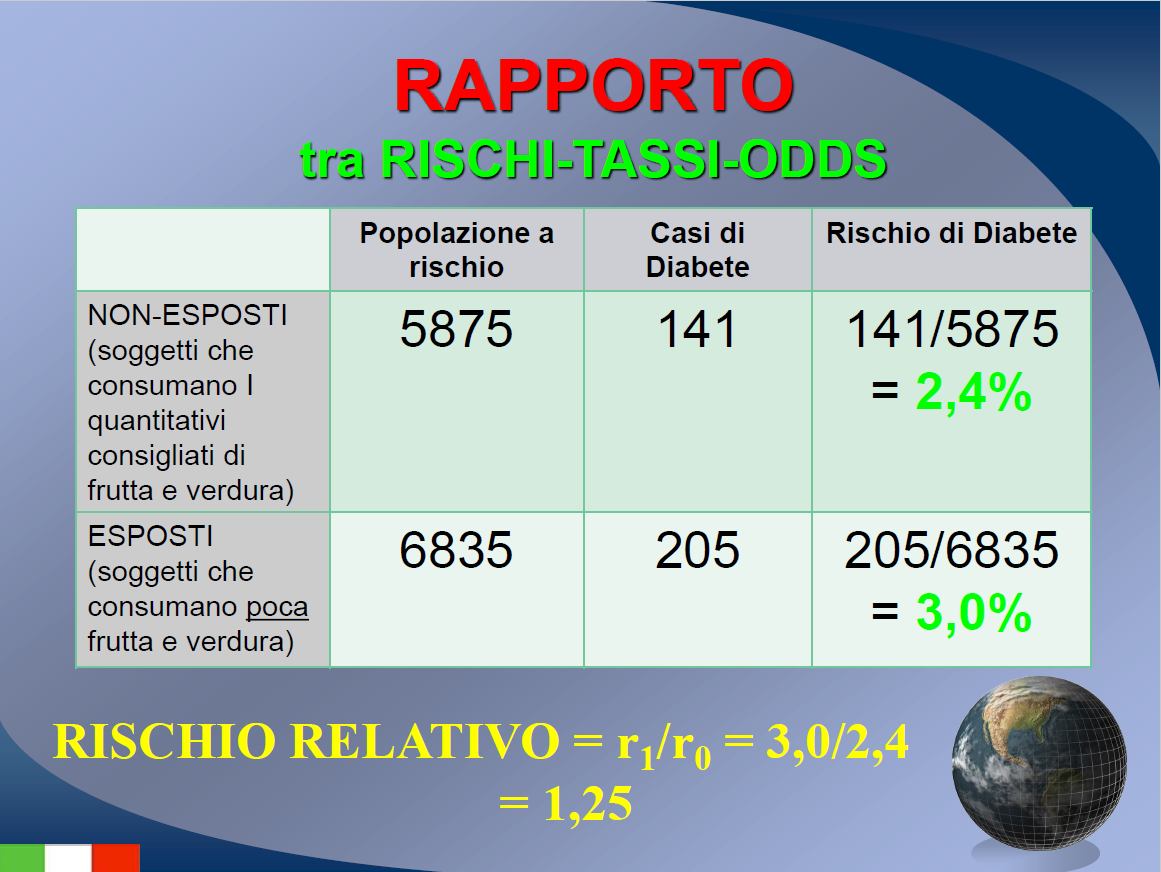 RAPPORTO
tra RISCHI-TASSI-ODDS
Popolazione a
rischio
Casi di
Diabete
Rischio di Diabete
NON-ESPOSTI
(soggetti che
consumano I
quantitativi
consigliati di
frutta e verdura)
5875
141
141/5875
= 2,4%
ESPOSTI
(soggetti che
consumano poca
frutta e verdura)
6835
205
205/6835
= 3,0%
RISCHIO RELATIVO = r₁/r₀ = 3,0/2,4
= 1,25